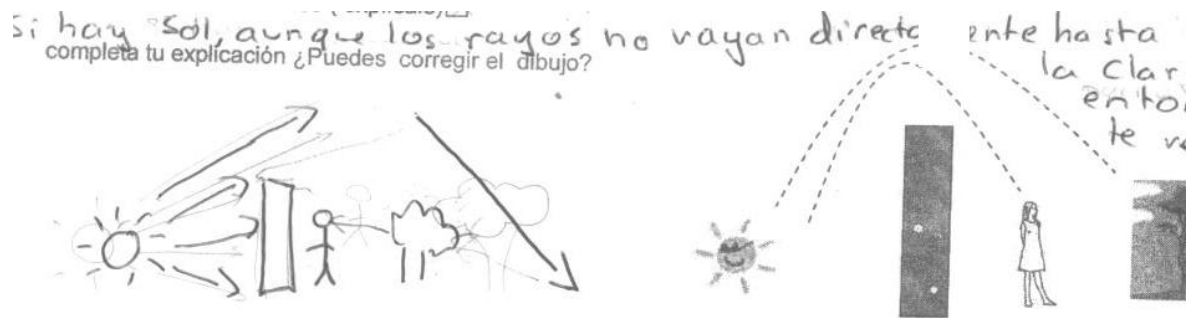 si hay Sol, aunque los rayos no vayan directa ente hasta
completa tu explicación ¿Puedes corregir el dibujo?
la Clar
ento
te